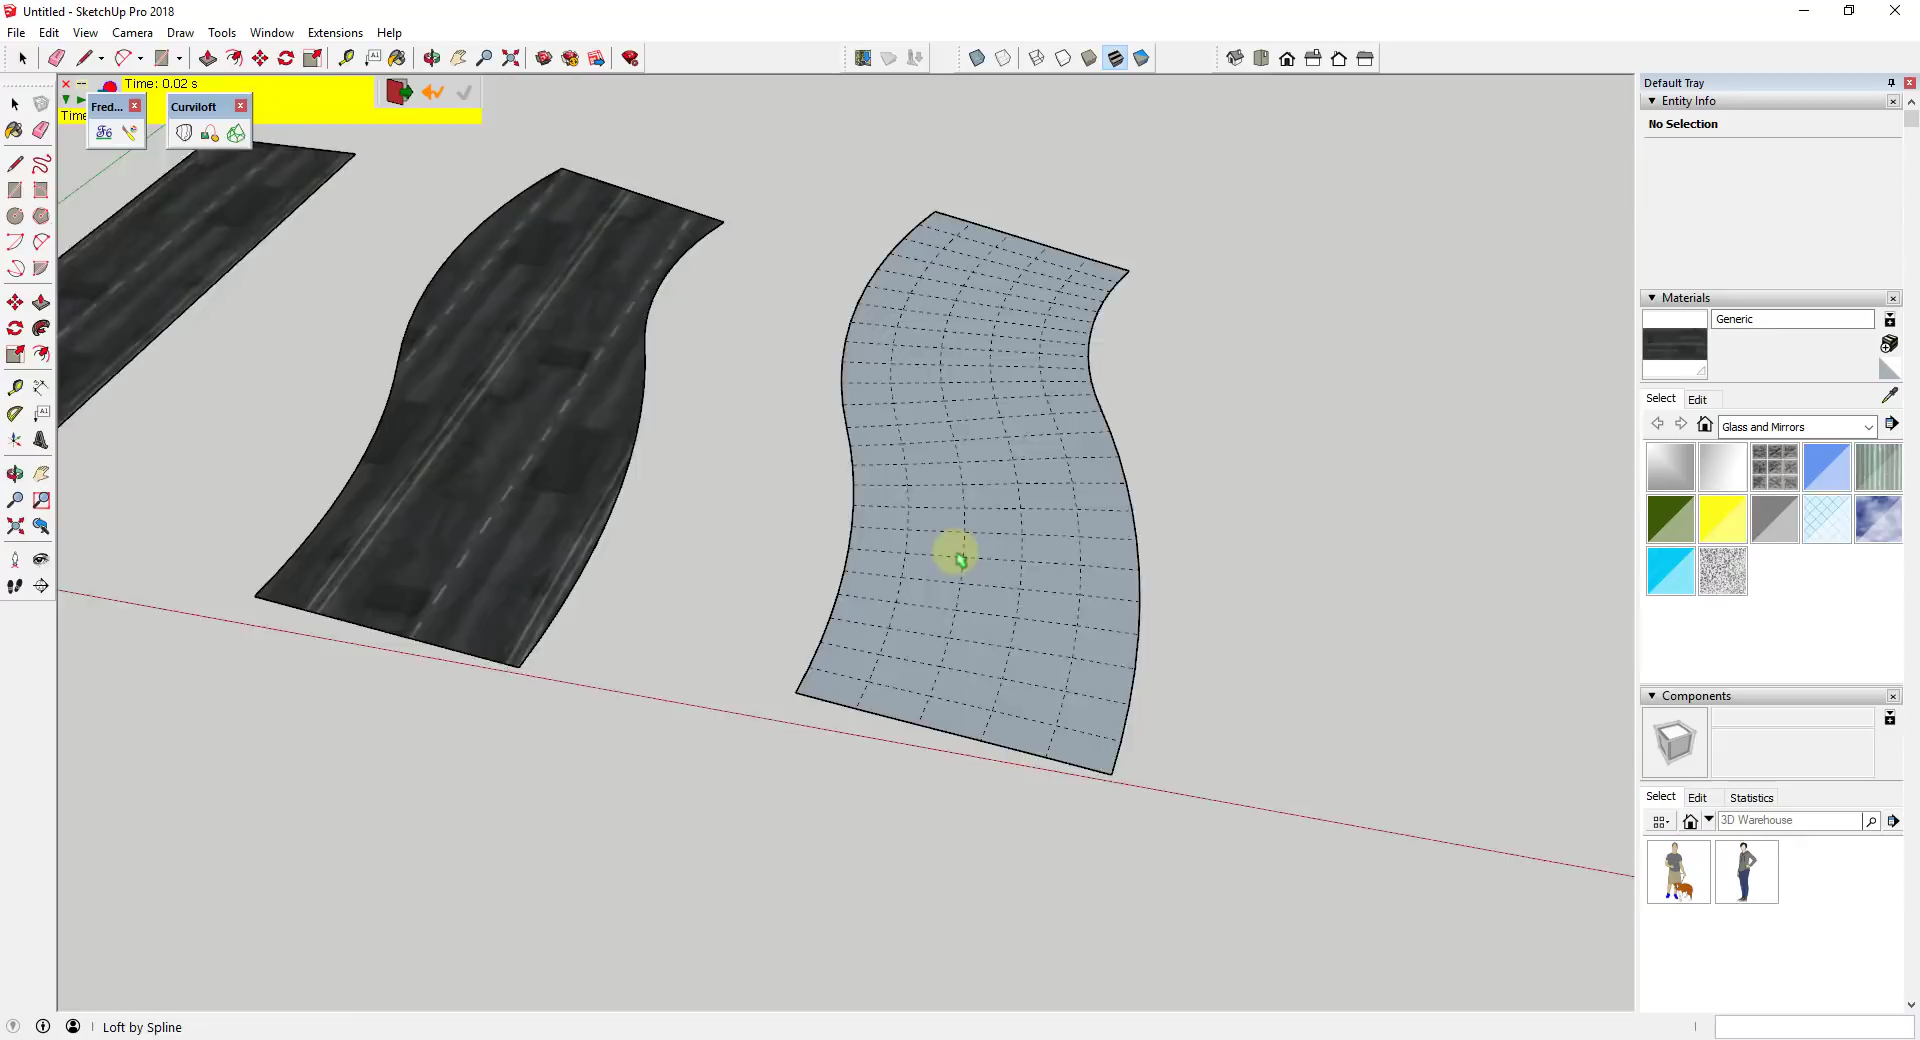 Untitled - SketchUp Pro 2018
File Edit View Camera Draw Tools Window Extensions Help
Time: 0.02 s
Time
Fred...
Curviloft
Default Tray
Entity Info
No Selection
Materials
Generic
Select Edit
Glass and Mirrors
Components
Select Edit Statistics
3D Warehouse
Loft by Spline